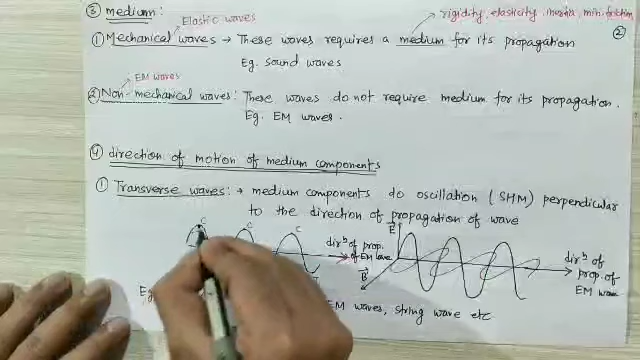 ③ medium:
Elastic waves
rigidity, elasticity, inertia, min. friction
②
① Mechanical waves → These waves requires a medium for its propagation
Eg. sound waves
EM waves
② Non-mechanical waves: These waves do not require medium for its propagation.
Eg. EM waves.
④ direction of motion of medium components
① Transverse waves: → medium components do oscillation (SHM) perpendicular
to the direction of propagation of wave
C C C
dirⁿ of prop.
of EM wave
E
B
dirⁿ of
prop. of
EM wave
Eg
EM waves, string wave etc